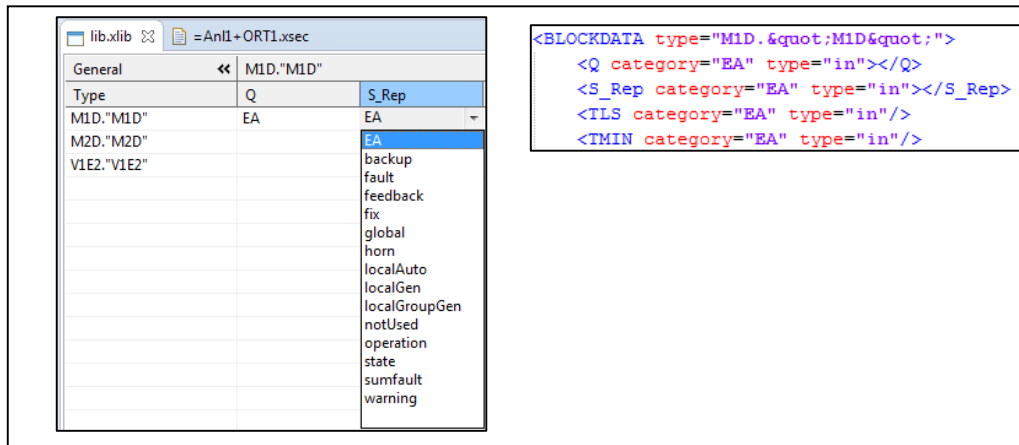 lib.xlib =Anl1+ORT1.xsec
General « M1D."M1D"
Type Q S_Rep
M1D."M1D" EA EA
M2D."M2D" EA
V1E2."V1E2" backup
fault
feedback
fix
global
horn
localAuto
localGen
localGroupGen
notUsed
operation
state
sumfault
warning
<BLOCKDATA type="M1D.&quot;M1D&quot;">
<Q category="EA" type="in"></Q>
<S_Rep category="EA" type="in"></S_Rep>
<TLS category="EA" type="in"/>
<TMIN category="EA" type="in"/>